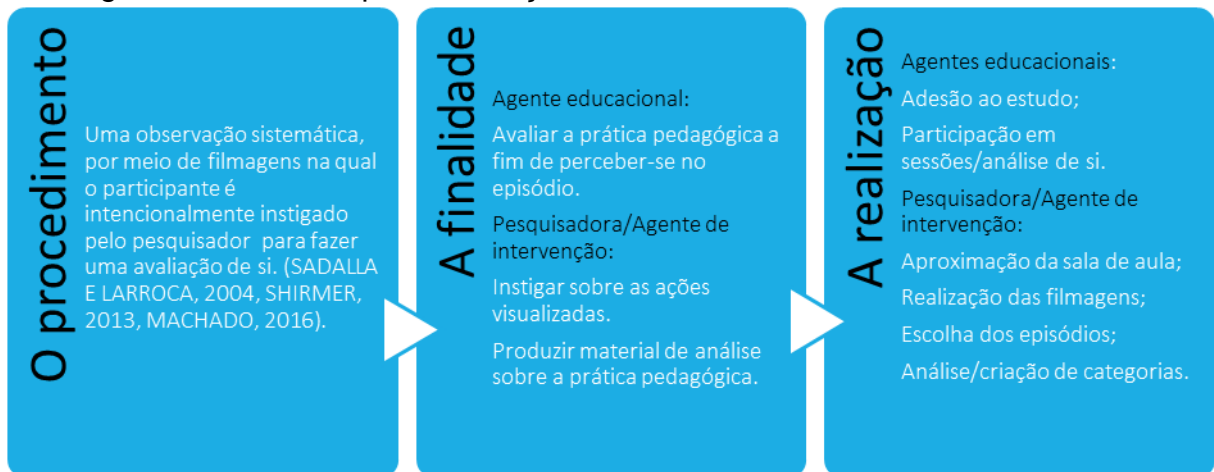 O procedimento
Uma observação sistemática,
por meio de filmagens na qual
o participante é
intencionalmente instigado
pelo pesquisador para fazer
uma avaliação de si. (SADALLA
E LARROCA, 2004, SHIRMER,
2013, MACHADO, 2016).
A finalidade
Agente educacional:
Avaliar a prática pedagógica a
fim de perceber-se no
episódio.
Pesquisadora/Agente de
intervenção:
Instigar sobre as ações
visualizadas.
Produzir material de análise
sobre a prática pedagógica.
A realização
Agentes educacionais:
Adesão ao estudo;
Participação em
sessões/análise de si.
Pesquisadora/Agente de
intervenção:
Aproximação da sala de aula;
Realização das filmagens;
Escolha dos episódios;
Análise/criação de categorias.